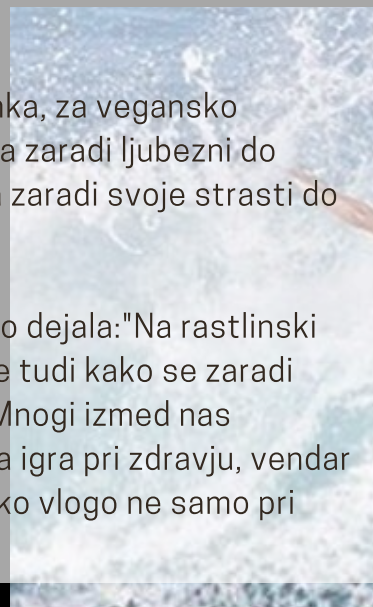 nka, za vegansko
a zaradi ljubezni do
zaradi svoje strasti do
o dejala:"Na rastlinski
e tudi kako se zaradi
Mnogi izmed nas
a igra pri zdravju, vendar
ko vlogo ne samo pri